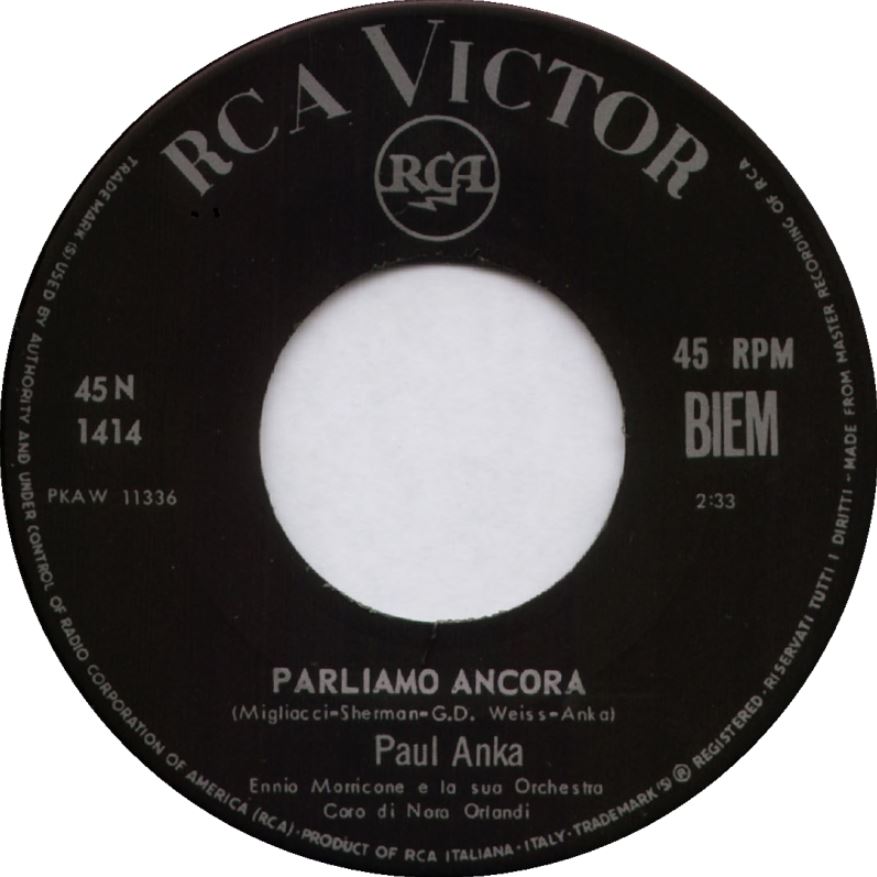 RCA VICTOR
RCA
45 RPM
BIEM
45 N
1414
PKAW 11336
2:33
PARLIAMO ANCORA
(Migliacci-Sherman-G.D. Weiss-Anka)
Paul Anka
Ennio Morricone e la sua Orchestra
Coro di Nora Orlandi
TRADEMARK (S) USED BY AUTHORITY AND UNDER CONTROL OF RADIO CORPORATION OF AMERICA (RCA)·PRODUCT OF RCA ITALIANA·ITALY·TRADEMARK(S) ® REGISTERED·RISERVATI TUTTI I DIRITTI-MADE FROM MASTER RECORDING OF RCA